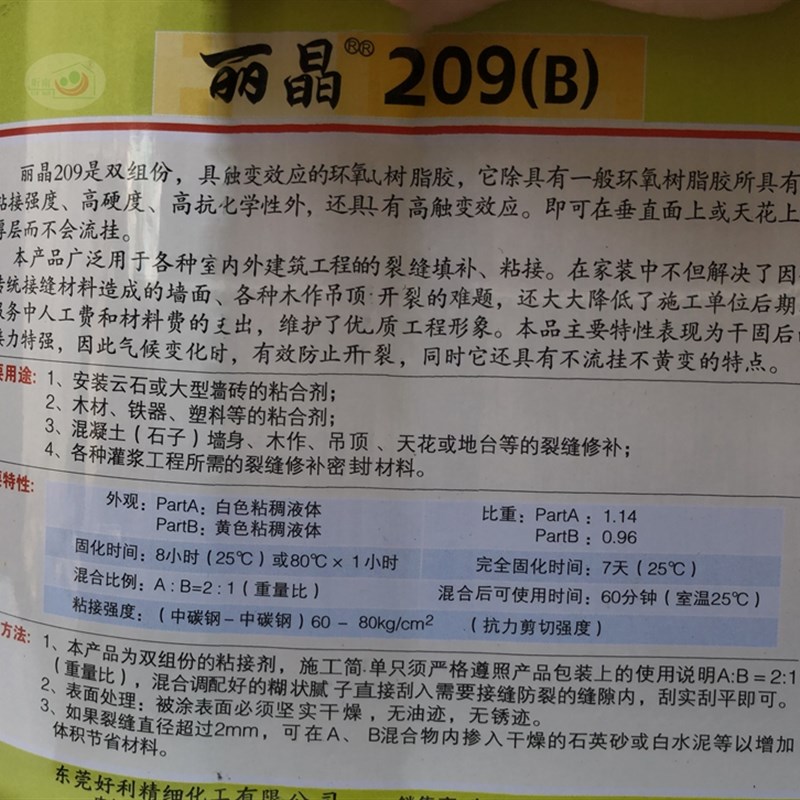 丽晶®® 209(B)
丽晶209是双组份，具触变效应的环氧树脂胶，它除具有一般环氧树脂胶所具有
粘接强度、高硬度、高抗化学性外，还具有高触变效应。即可在垂直面上或天花上
厚层而不会流挂。
本产品广泛用于各种室内外建筑工程的裂缝填补、粘接。在家装中不但解决了因
传统接缝材料造成的墙面、各种木作吊顶开裂的难题，还大大降低了施工单位后期
服务中人工费和材料费的支出，维护了优质工程形象。本品主要特性表现为干固后
力特强，因此气候变化时，有效防止开裂，同时它还具有不流挂不黄变的特点。
要用途：1、安装云石或大型墙砖的粘合剂；
2、木材、铁器、塑料等的粘合剂；
3、混凝土（石子）墙身、木作、吊顶、天花或地台等的裂缝修补；
4、各种灌浆工程所需的裂缝修补密封材料。
要特性：
外观：PartA：白色粘稠液体 比重：PartA：1.14
PartB：黄色粘稠液体 PartB：0.96
固化时间：8小时（25℃）或80℃×1小时 完全固化时间：7天（25℃）
混合比例：A:B=2:1（重量比） 混合后可使用时间：60分钟（室温25℃）
粘接强度：（中碳钢－中碳钢）60－80kg/cm²（抗力剪切强度）
方法：1、本产品为双组份的粘接剂，施工简单只须严格遵照产品包装上的使用说明A:B=2:1
（重量比），混合调配好的糊状腻子直接刮入需要接缝防裂的缝隙内，刮实刮平即可。
2、表面处理：被涂表面必须坚实干燥，无油迹，无锈迹。
3、如果裂缝直径超过2mm，可在A、B混合物内掺入干燥的石英砂或白水泥等以增加
体积节省材料。
东莞好利精细化工有限公司